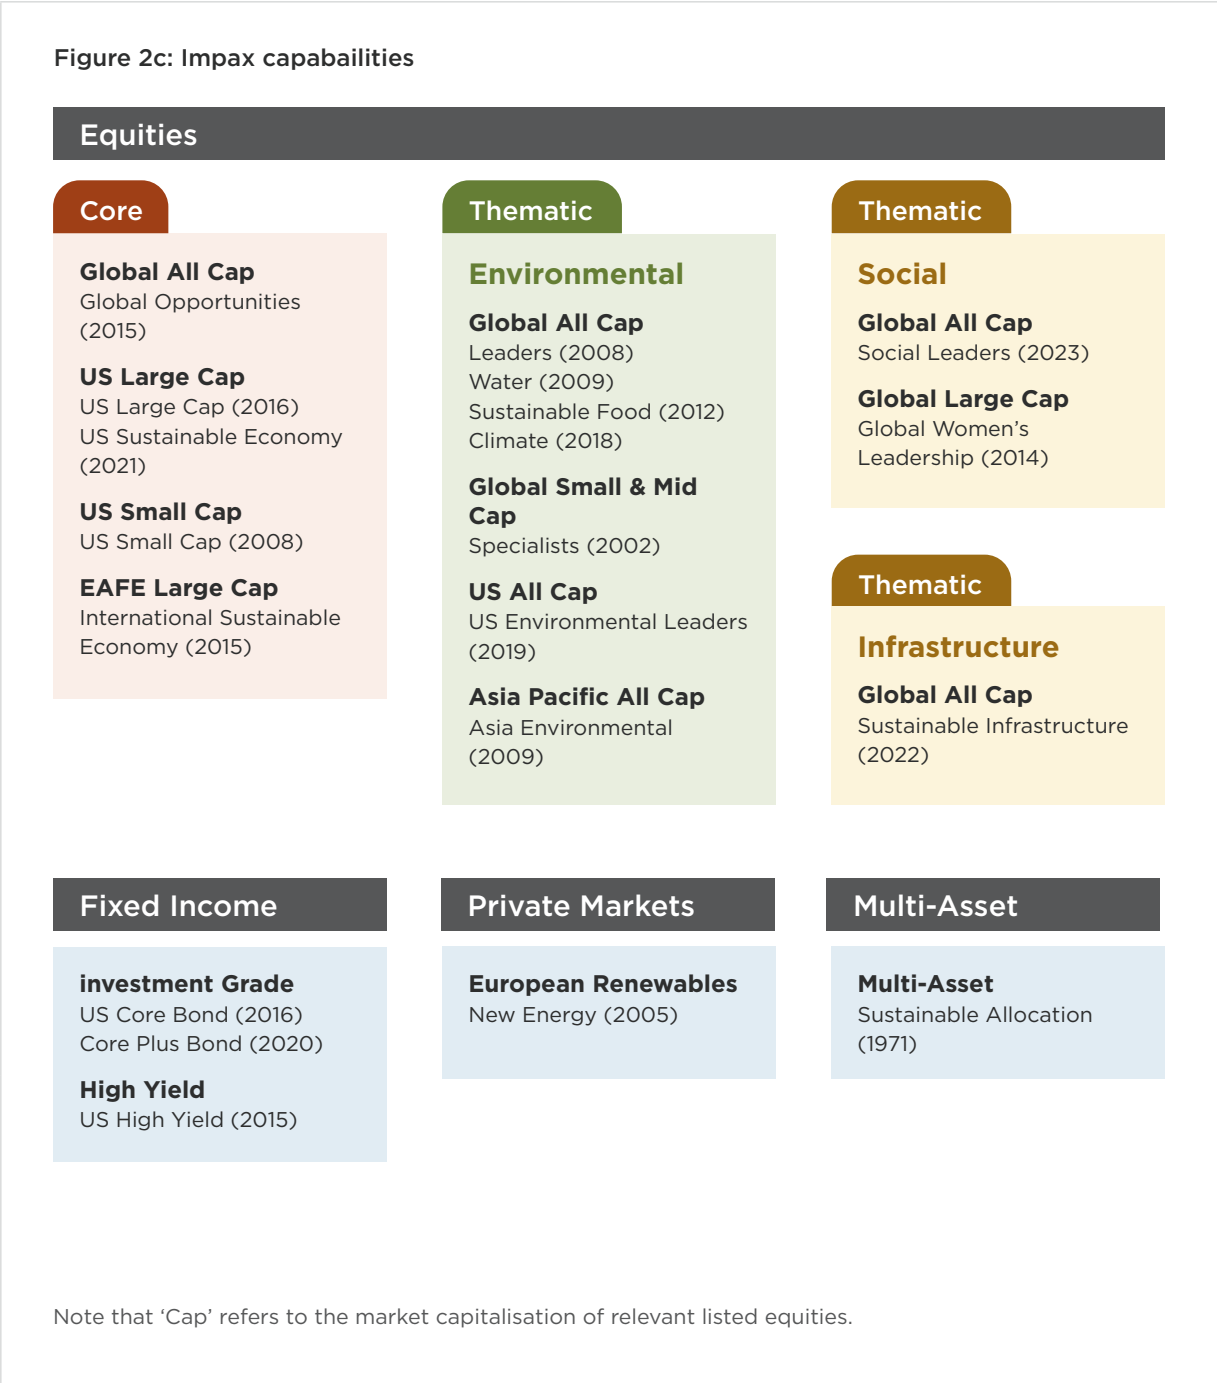 Figure 2c: Impax capabailities
Equities
Core
Global All Cap
Global Opportunities
(2015)
US Large Cap
US Large Cap (2016)
US Sustainable Economy
(2021)
US Small Cap
US Small Cap (2008)
EAFE Large Cap
International Sustainable
Economy (2015)
Thematic
Environmental
Global All Cap
Leaders (2008)
Water (2009)
Sustainable Food (2012)
Climate (2018)
Global Small & Mid
Cap
Specialists (2002)
US All Cap
US Environmental Leaders
(2019)
Asia Pacific All Cap
Asia Environmental
(2009)
Thematic
Social
Global All Cap
Social Leaders (2023)
Global Large Cap
Global Women’s
Leadership (2014)
Thematic
Infrastructure
Global All Cap
Sustainable Infrastructure
(2022)
Fixed Income
investment Grade
US Core Bond (2016)
Core Plus Bond (2020)
High Yield
US High Yield (2015)
Private Markets
European Renewables
New Energy (2005)
Multi-Asset
Multi-Asset
Sustainable Allocation
(1971)
Note that ‘Cap’ refers to the market capitalisation of relevant listed equities.